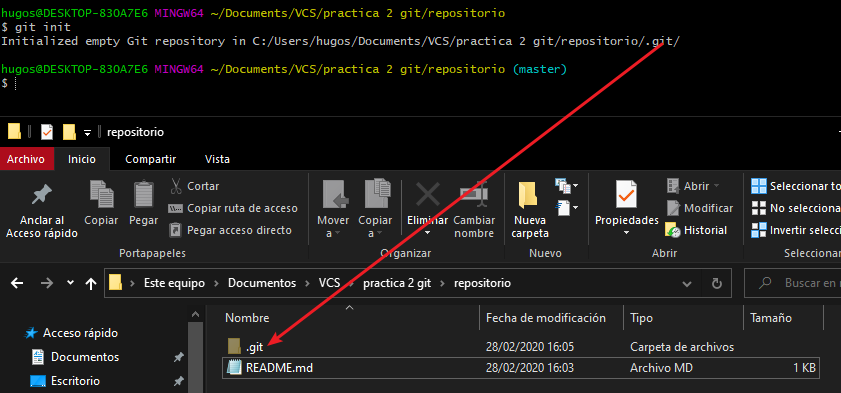 hugos@DESKTOP-830A7E6 MINGW64 ~/Documents/VCS/practica 2 git/repositorio
$ git init
Initialized empty Git repository in C:/Users/hugos/Documents/VCS/practica 2 git/repositorio/.git/
hugos@DESKTOP-830A7E6 MINGW64 ~/Documents/VCS/practica 2 git/repositorio (master)
$
repositorio
Archivo Inicio Compartir Vista
Anclar al Acceso rápido
Copiar
Pegar
Cortar
Copiar ruta de acceso
Pegar acceso directo
Portapapeles
Mover a
Copiar a
Eliminar
Cambiar nombre
Organizar
Nueva carpeta
Nuevo
Propiedades
Abrir
Modificar
Historial
Abrir
Seleccionar to
No selecciona
Invertir selecci
Seleccionar
Este equipo > Documentos > VCS > practica 2 git > repositorio
Buscar en r
Acceso rápido
Documentos
Escritorio
Nombre Fecha de modificación Tipo Tamaño
.git 28/02/2020 16:05 Carpeta de archivos
README.md 28/02/2020 16:03 Archivo MD 1 KB